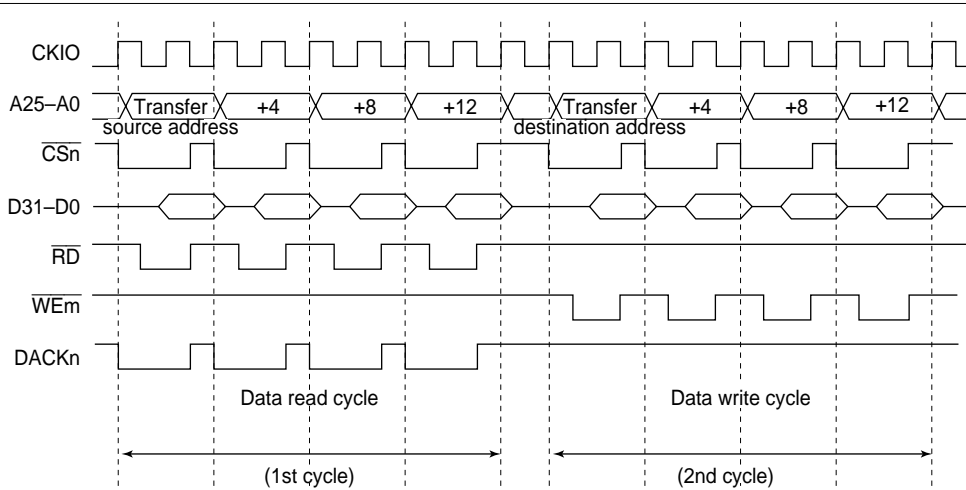 CKIO
A25–A0 Transfer +4 +8 +12 Transfer +4 +8 +12
source address destination address
CSn
D31–D0
RD
WEm
DACKn
Data read cycle Data write cycle
(1st cycle) (2nd cycle)